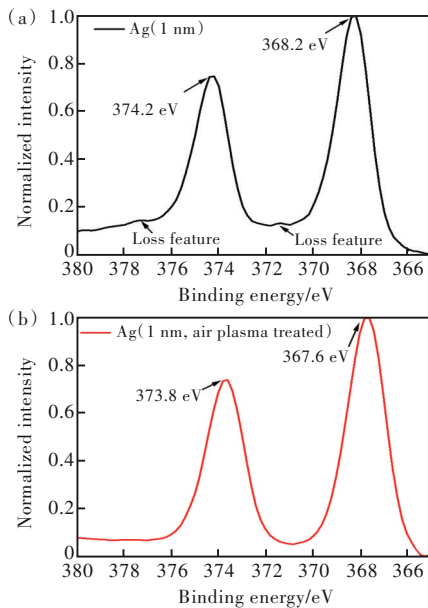 (a)
Ag(1 nm)
368.2 eV
374.2 eV
Loss feature
Loss feature
Normalized intensity
1.0
0.8
0.6
0.4
0.2
0
380 378 376 374 372 370 368 366
Binding energy/eV
(b)
Ag(1 nm, air plasma treated)
367.6 eV
373.8 eV
Normalized intensity
1.0
0.8
0.6
0.4
0.2
0
380 378 376 374 372 370 368 366
Binding energy/eV